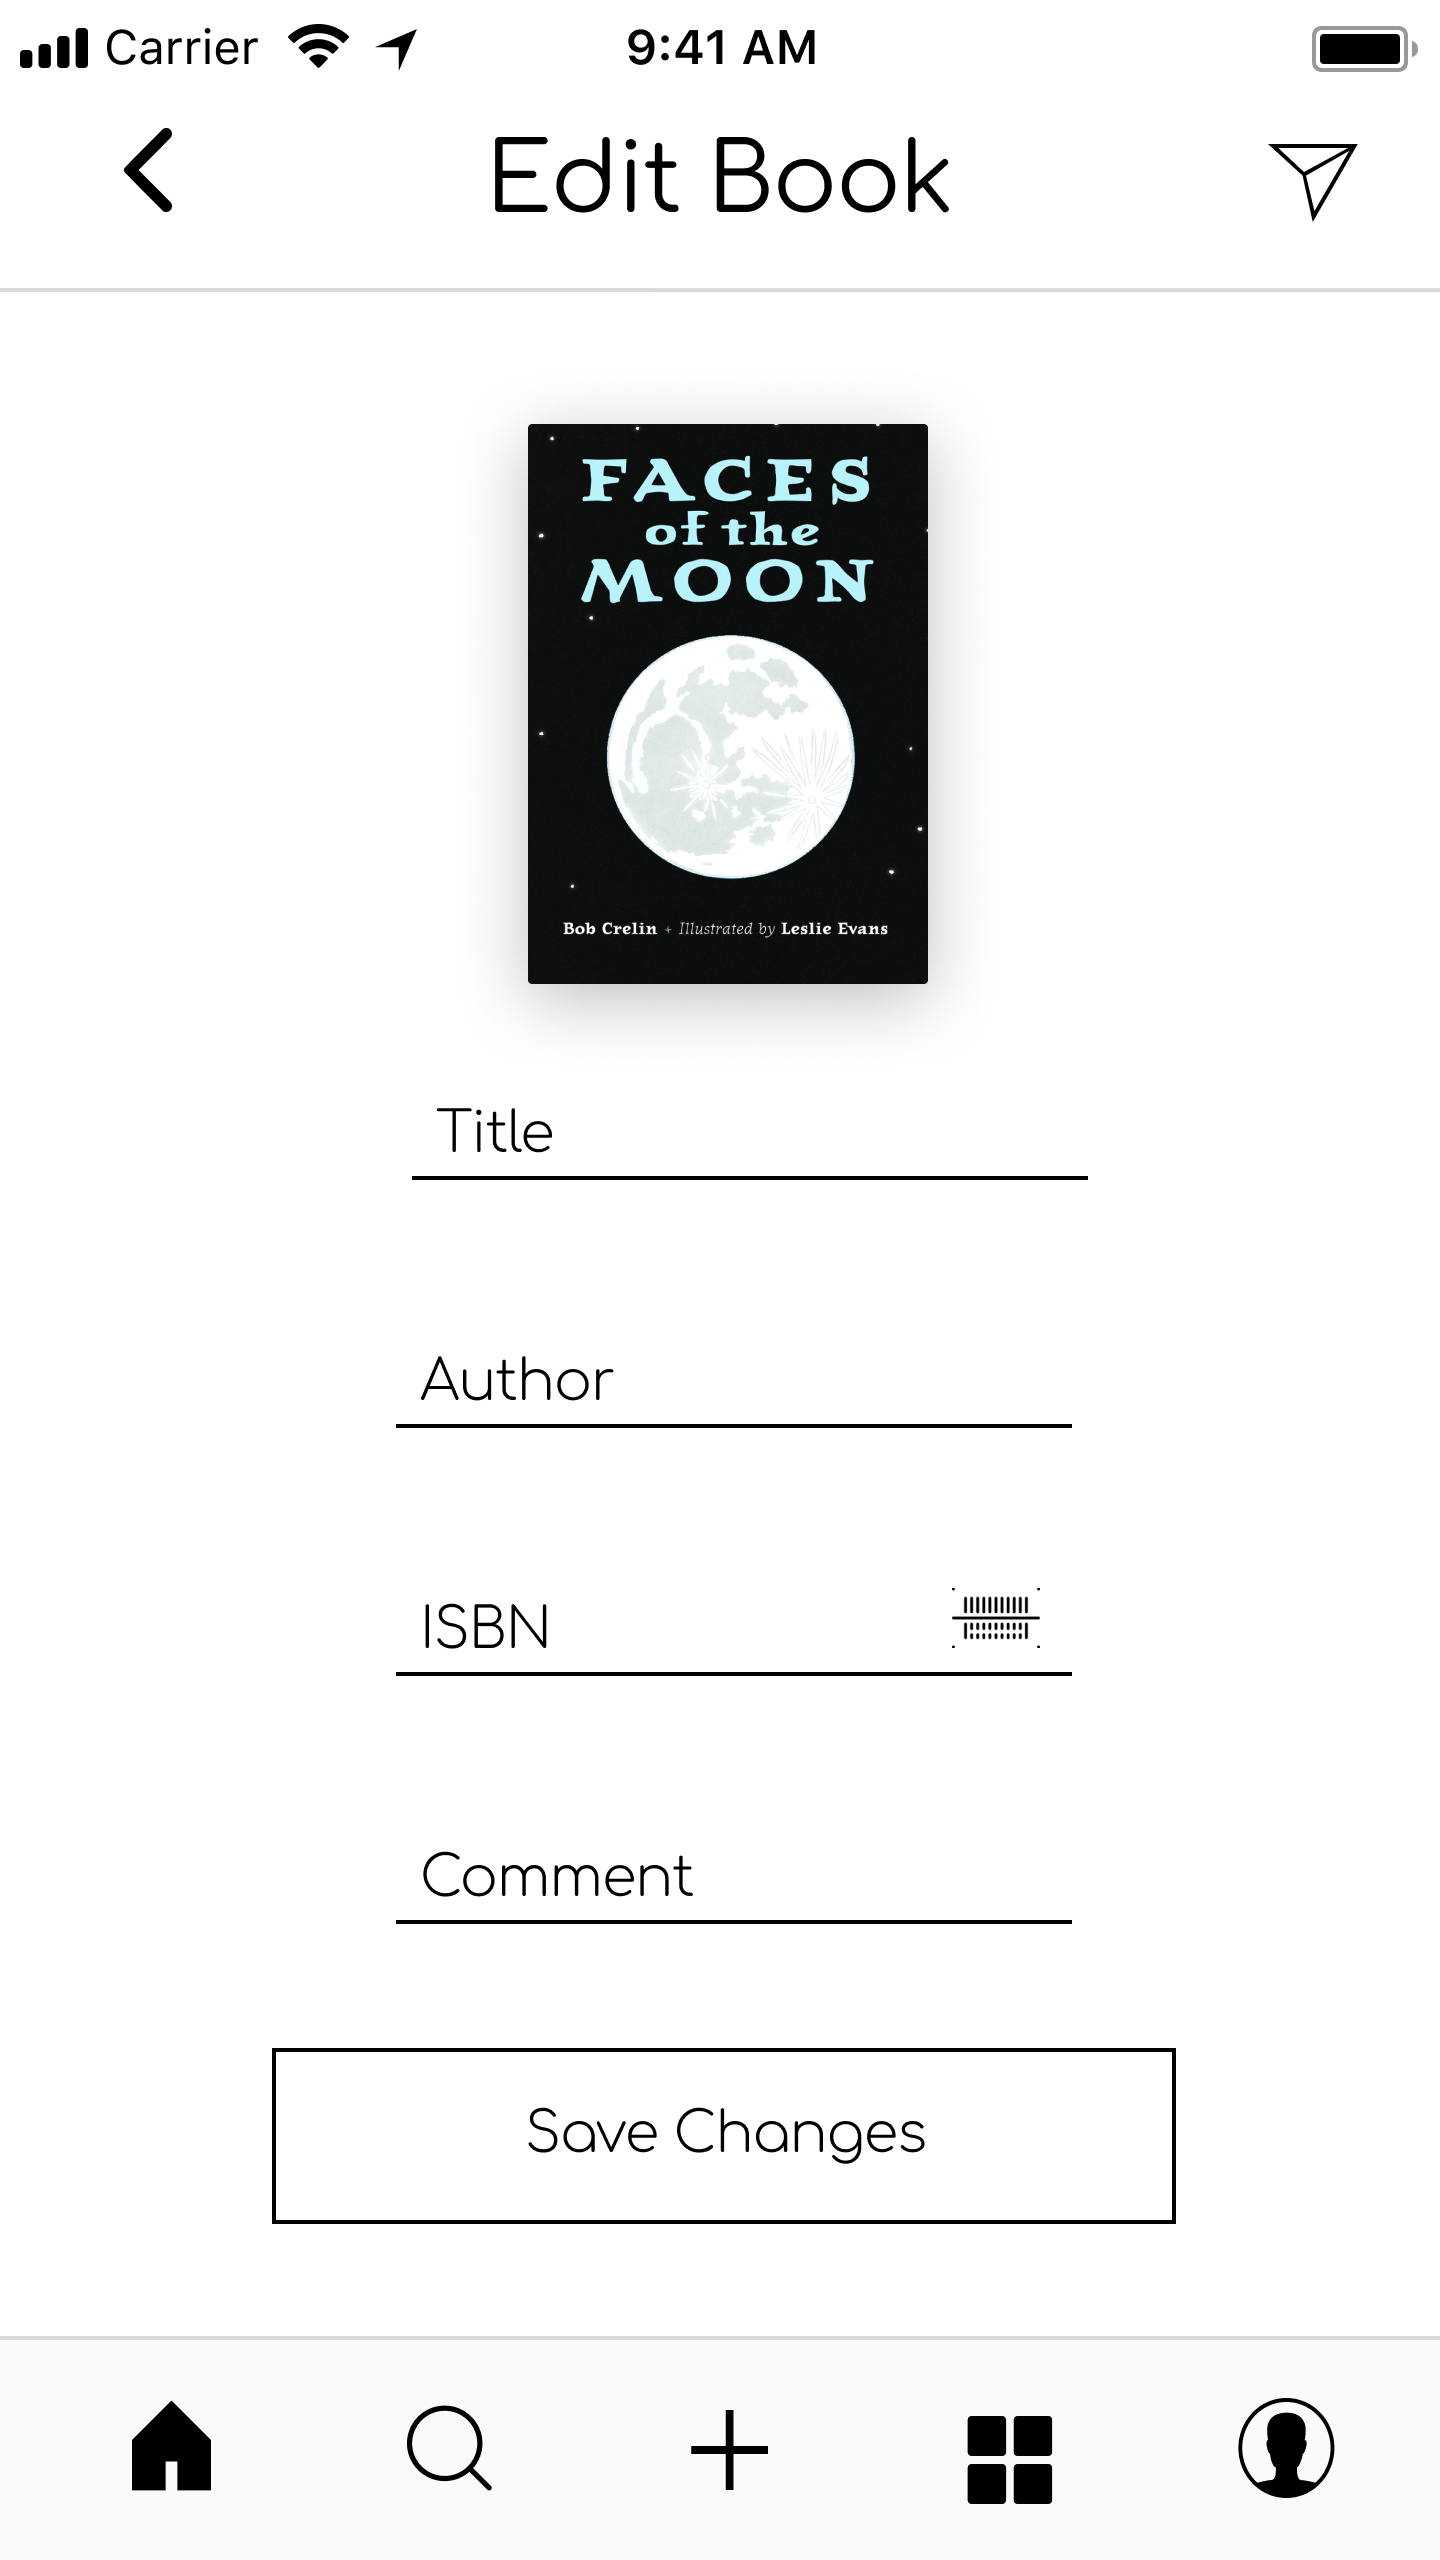 Carrier 9:41 AM
Edit Book
FACES
of the
MOON
Bob Crelin + Illustrated by Leslie Evans
Title
Author
ISBN
Comment
Save Changes